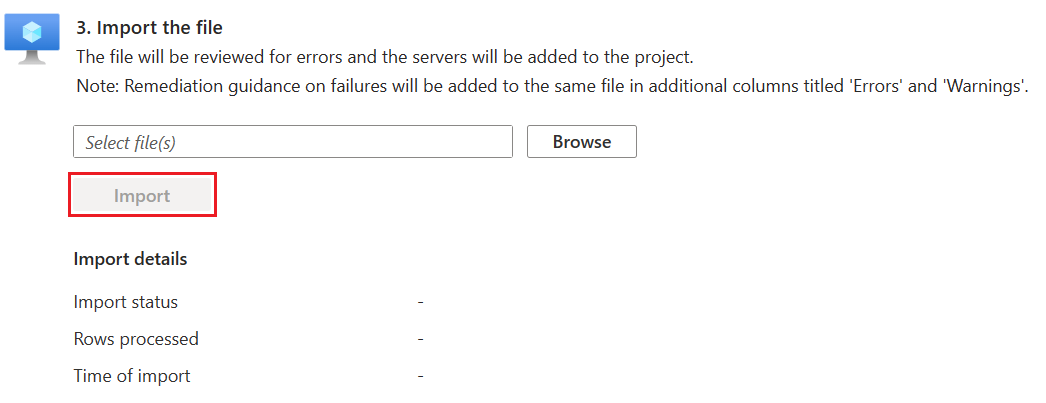 3. Import the file
The file will be reviewed for errors and the servers will be added to the project.
Note: Remediation guidance on failures will be added to the same file in additional columns titled 'Errors' and 'Warnings'.
Select file(s)
Browse
Import
Import details
Import status -
Rows processed -
Time of import -